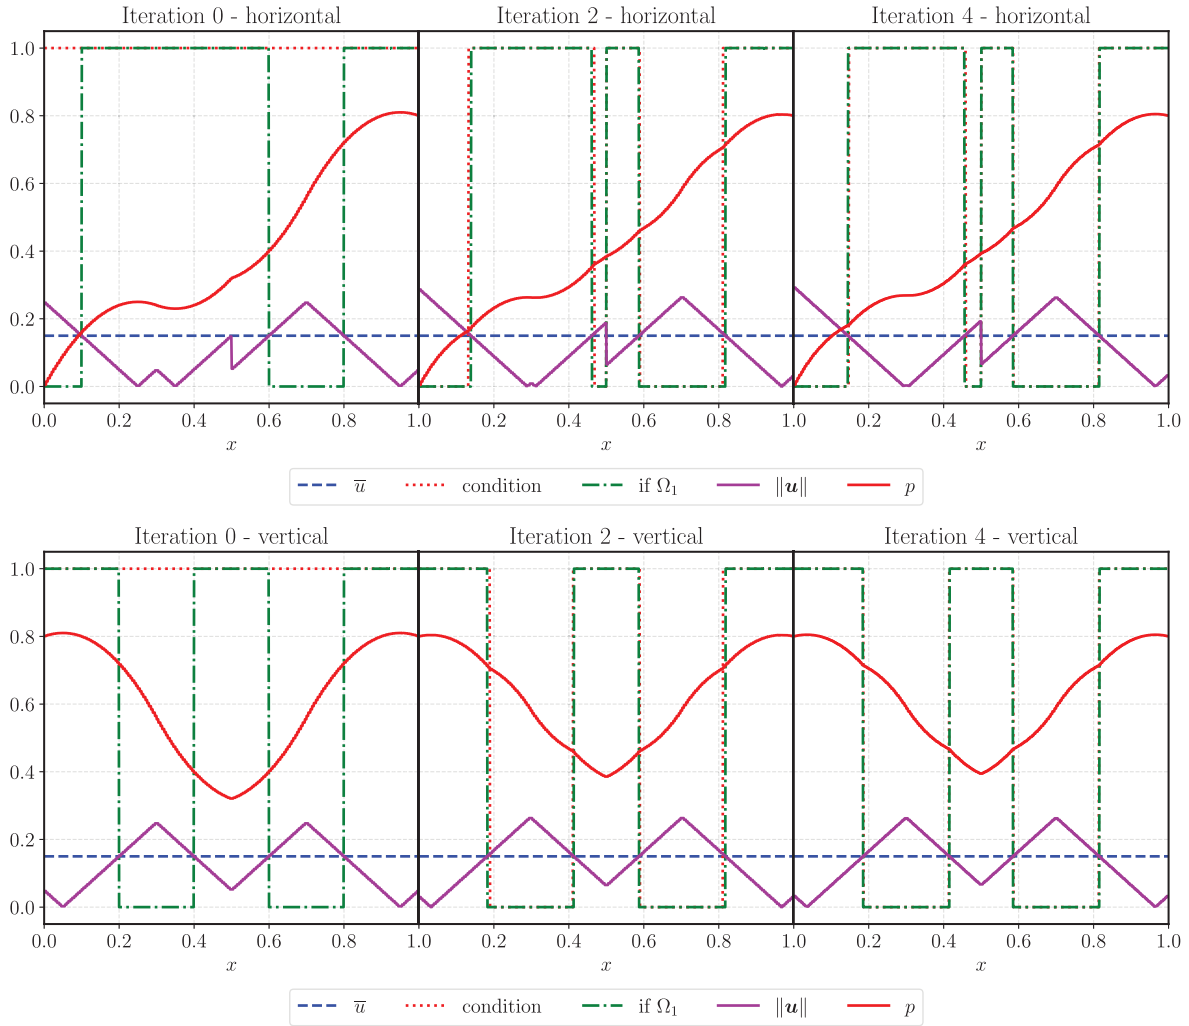 Iteration 0 - horizontal Iteration 2 - horizontal Iteration 4 - horizontal
1.0
0.8
0.6
0.4
0.2
0.0
0.0 0.2 0.4 0.6 0.8 1.0 0.2 0.4 0.6 0.8 1.0 0.2 0.4 0.6 0.8 1.0
x x x
u̅ condition if Ω₁ ‖u‖ p
Iteration 0 - vertical Iteration 2 - vertical Iteration 4 - vertical
1.0
0.8
0.6
0.4
0.2
0.0
0.0 0.2 0.4 0.6 0.8 1.0 0.2 0.4 0.6 0.8 1.0 0.2 0.4 0.6 0.8 1.0
x x x
u̅ condition if Ω₁ ‖u‖ p